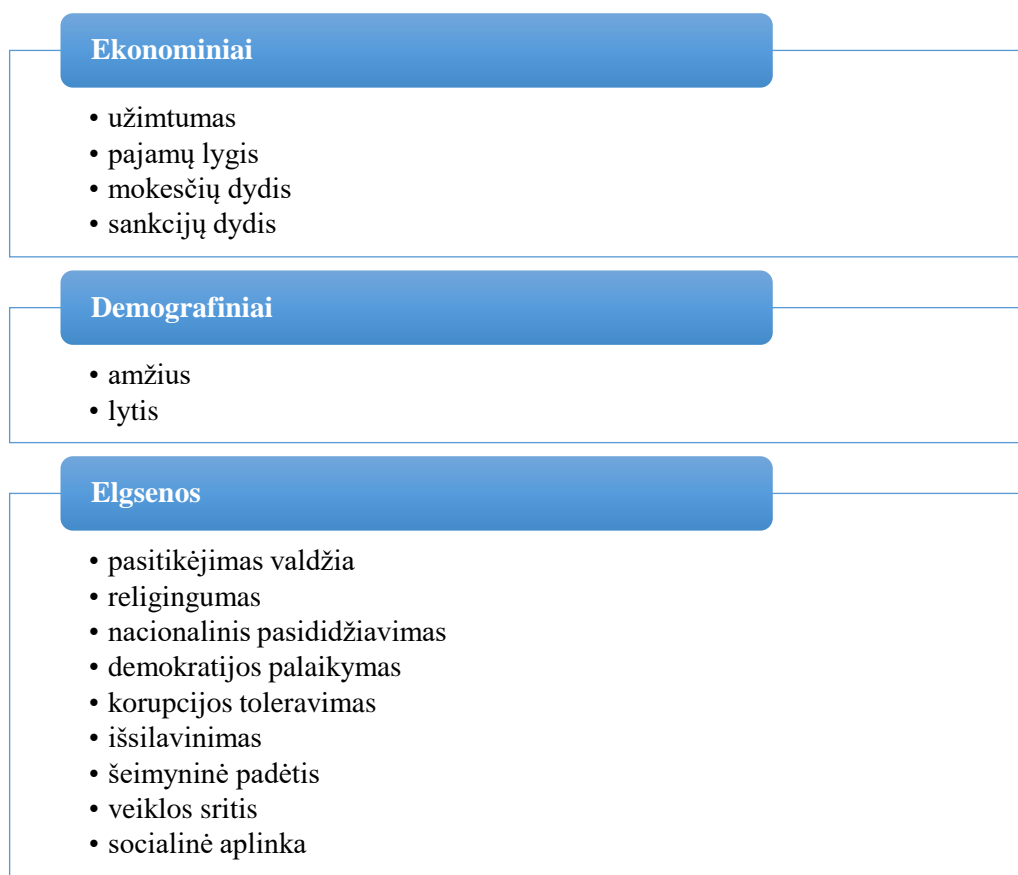 Ekonominiai
• užimtumas
• pajamų lygis
• mokesčių dydis
• sankcijų dydis
Demografiniai
• amžius
• lytis
Elgsenos
• pasitikėjimas valdžia
• religingumas
• nacionalinis pasididžiavimas
• demokratijos palaikymas
• korupcijos toleravimas
• išsilavinimas
• šeimyninė padėtis
• veiklos sritis
• socialinė aplinka